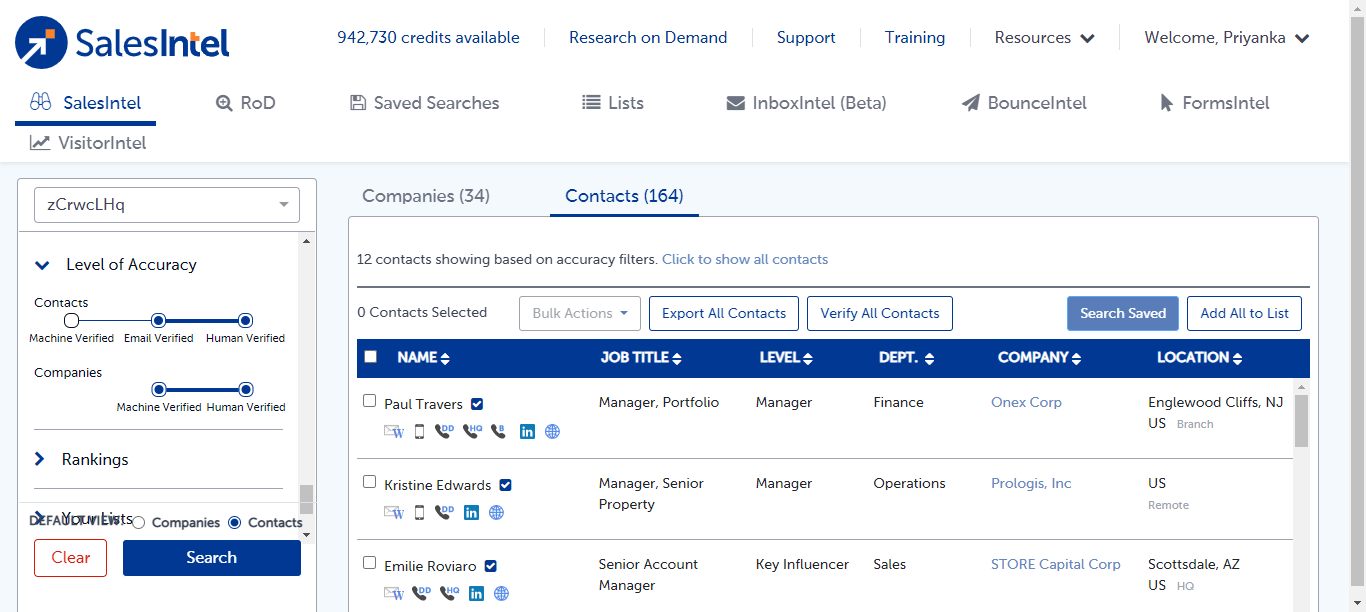 SalesIntel
942,730 credits available
Research on Demand
Support
Training
Resources
Welcome, Priyanka
SalesIntel
RoD
Saved Searches
Lists
InboxIntel (Beta)
BounceIntel
FormsIntel
VisitorIntel
zCrwcLHq
Level of Accuracy
Contacts
Machine Verified Email Verified Human Verified
Companies
Machine Verified Human Verified
Rankings
Your Lists
DEFAULT VIEW: Companies Contacts
Clear
Search
Companies (34)
Contacts (164)
12 contacts showing based on accuracy filters. Click to show all contacts
0 Contacts Selected
Bulk Actions
Export All Contacts
Verify All Contacts
Search Saved
Add All to List
NAME JOB TITLE LEVEL DEPT. COMPANY LOCATION
Paul Travers Manager, Portfolio Manager Finance Onex Corp Englewood Cliffs, NJ
US Branch
W DD HQ B in
Kristine Edwards Manager, Senior Manager Operations Prologis, Inc US
Property Remote
W DD in
Emilie Roviaro Senior Account Key Influencer Sales STORE Capital Corp Scottsdale, AZ
Manager US HQ
W DD HQ in